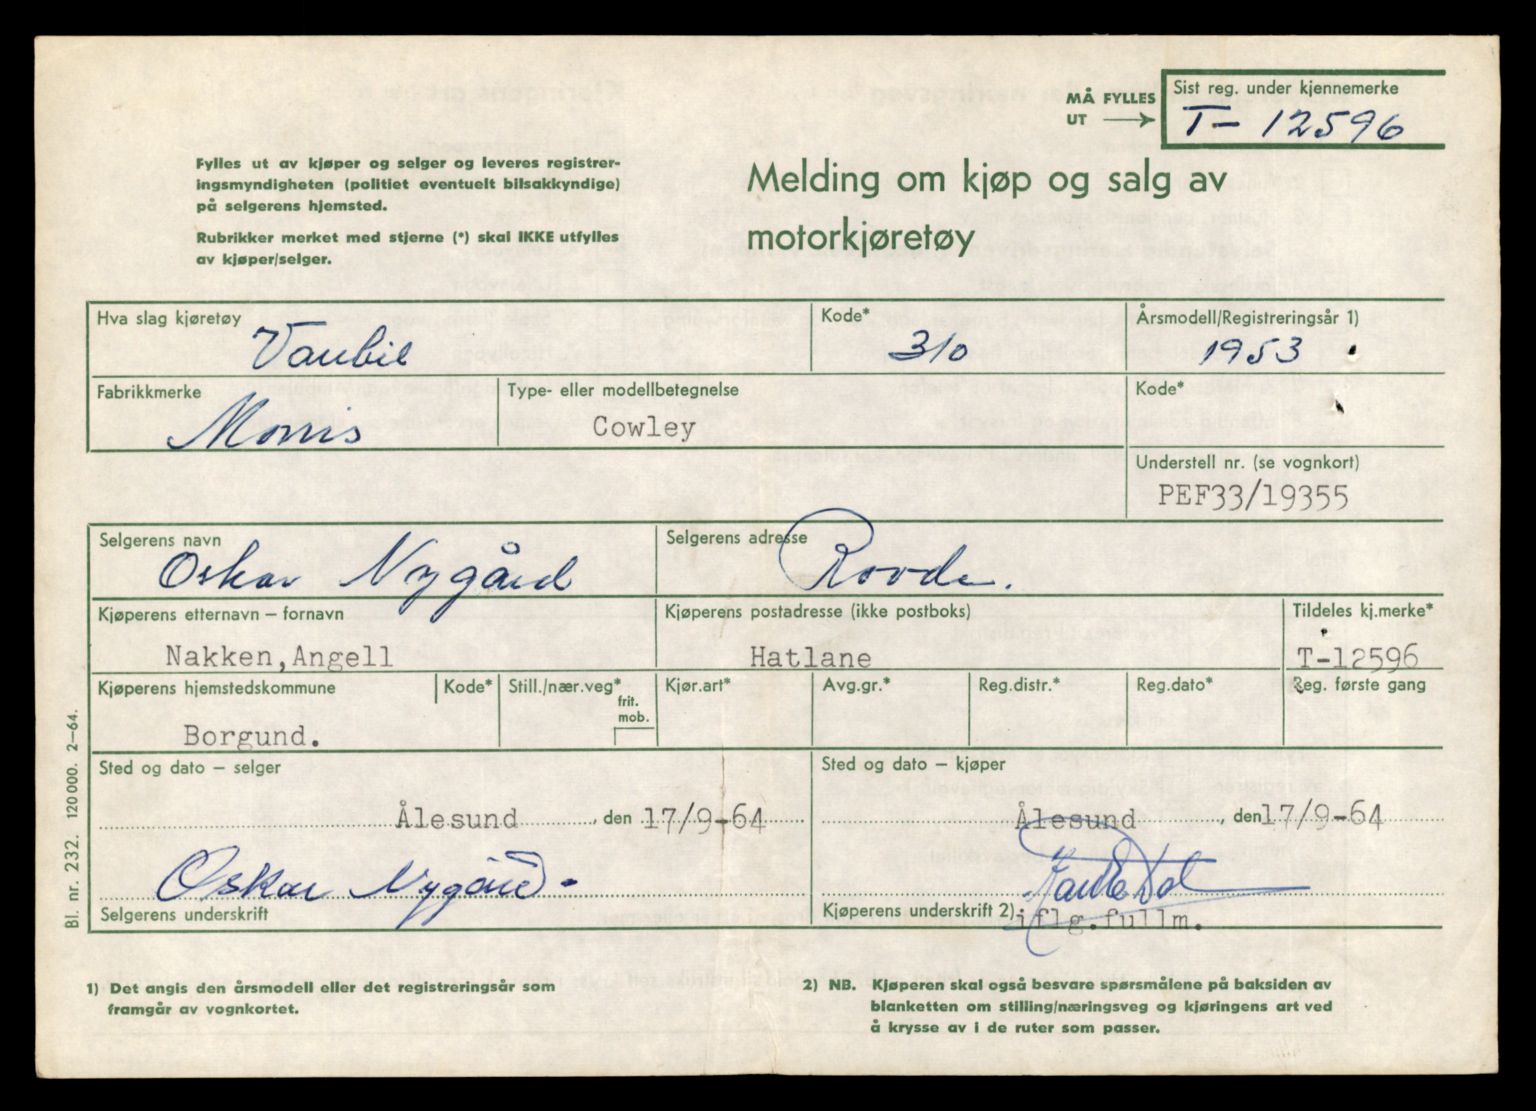 Sist reg. under kjennemerke
MÅ FYLLES
UT
T- 12596
Fylles ut av kjøper og selger og leveres registrer-
ingsmyndigheten (politiet eventuelt bilsakkyndige)
på selgerens hjemsted.
Rubrikker merket med stjerne (*) skal IKKE utfylles
av kjøper/selger.
Melding om kjøp og salg av
motorkjøretøy
Hva slag kjøretøy
Varebil
Kode*
310
Årsmodell/Registreringsår 1)
1953
Fabrikkmerke
Morris
Type- eller modellbetegnelse
Cowley
Kode*
Understell nr. (se vognkort)
PEF33/19355
Selgerens navn
Oskar Nygård
Selgerens adresse
Rovde.
Kjøperens etternavn – fornavn
Nakken,Angell
Kjøperens postadresse (ikke postboks)
Hatlane
Tildeles kj.merke*
T-12596
Kjøperens hjemstedskommune
Borgund.
Kode*
Still./nær.veg*
frit.
mob.
Kjør.art*
Avg.gr.*
Reg.distr.*
Reg.dato*
Reg. første gang
Sted og dato – selger
Ålesund, den 17/9-64
Oskar Nygård.
Selgerens underskrift
Sted og dato – kjøper
Ålesund, den 17/9-64
Kjøperens underskrift 2)
iflg.fullm.
Bl. nr. 232. 120 000. 2–64.
1) Det angis den årsmodell eller det registreringsår som
framgår av vognkortet.
2) NB. Kjøperen skal også besvare spørsmålene på baksiden av
blanketten om stilling/næringsveg og kjøringens art ved
å krysse av i de ruter som passer.